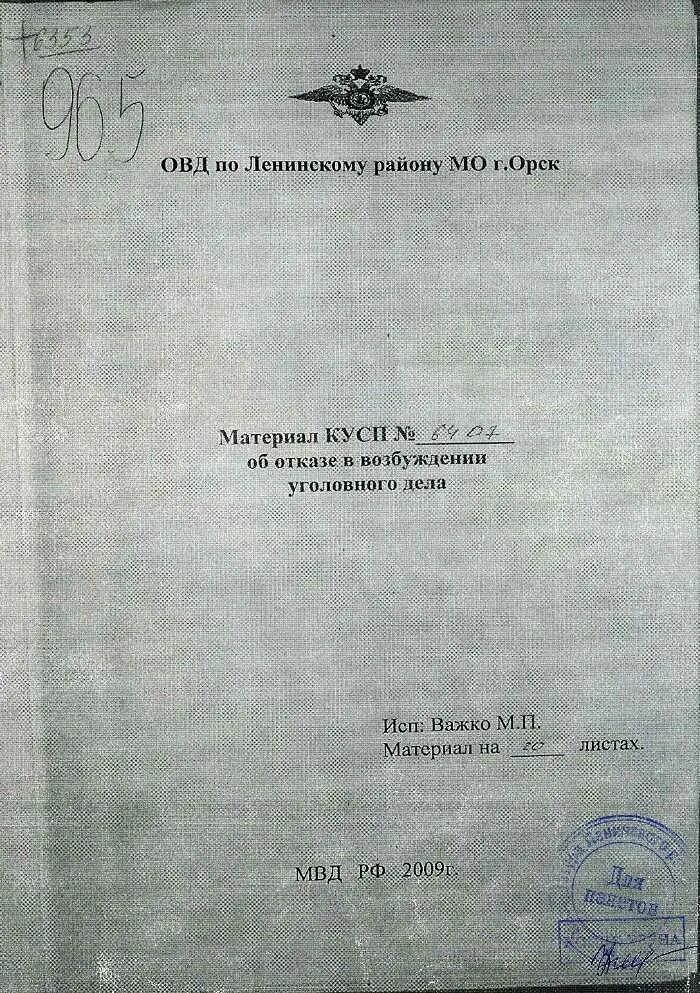 6353
965
ОВД по Ленинскому району МО г.Орск
Материал КУСП № 6407
об отказе в возбуждении
уголовного дела
Исп: Важко М.П.
Материал на 20 листах.
МВД РФ 2009г.
Для
пакетов